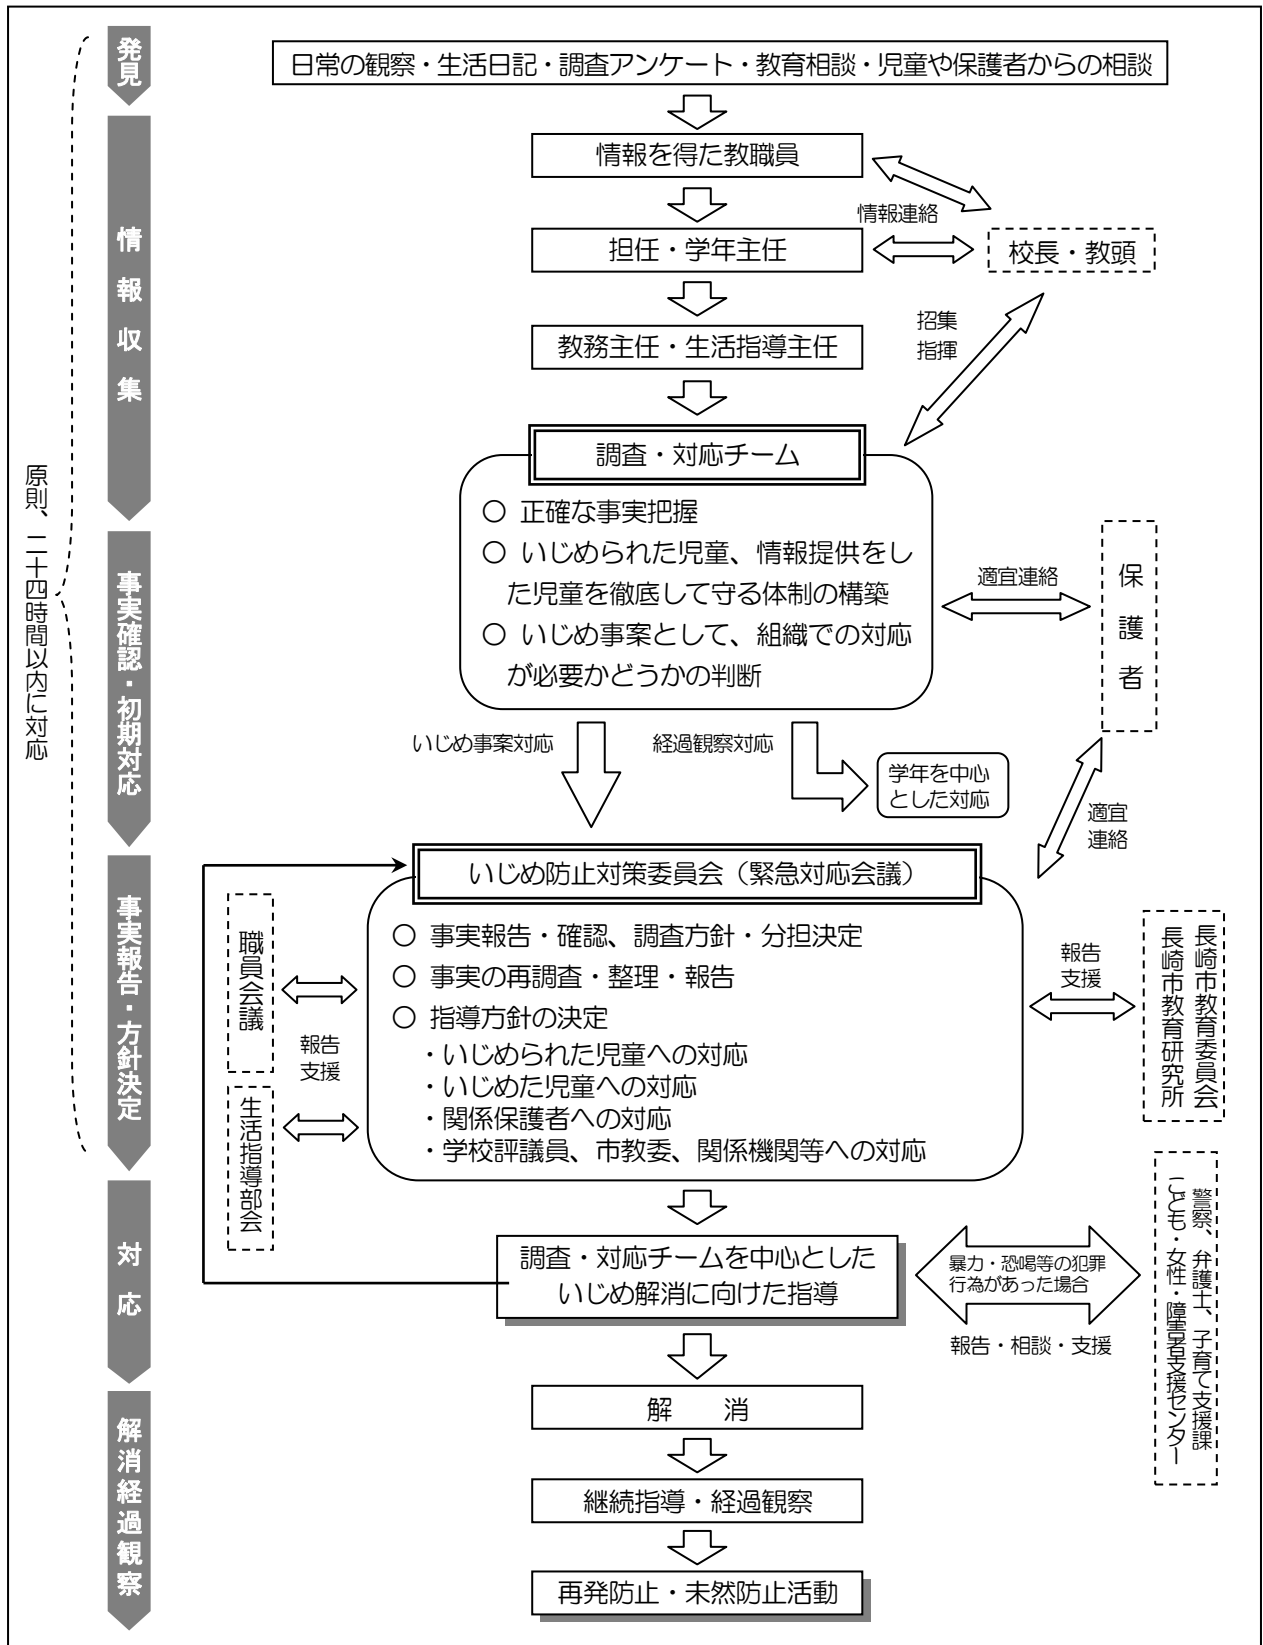 原則、二十四時間以内に対応
発見
情報収集
事実確認・初期対応
事実報告・方針決定
対応
解消経過観察
日常の観察・生活日記・調査アンケート・教育相談・児童や保護者からの相談
情報を得た教職員
情報連絡
担任・学年主任
校長・教頭
招集
指揮
教務主任・生活指導主任
調査・対応チーム
○ 正確な事実把握
○ いじめられた児童、情報提供をし
た児童を徹底して守る体制の構築
○ いじめ事案として、組織での対応
が必要かどうかの判断
適宜連絡
保護者
いじめ事案対応
経過観察対応
学年を中心
とした対応
適宜
連絡
いじめ防止対策委員会(緊急対応会議)
○ 事実報告・確認、調査方針・分担決定
○ 事実の再調査・整理・報告
○ 指導方針の決定
・いじめられた児童への対応
・いじめた児童への対応
・関係保護者への対応
・学校評議員、市教委、関係機関等への対応
職員会議
報告
支援
生活指導部会
報告
支援
長崎市教育委員会
長崎市教育研究所
調査・対応チームを中心とした
いじめ解消に向けた指導
暴力・恐喝等の犯罪
行為があった場合
報告・相談・支援
警察、弁護士、子育て支援課
こども・女性・障害者支援センター
解 消
継続指導・経過観察
再発防止・未然防止活動